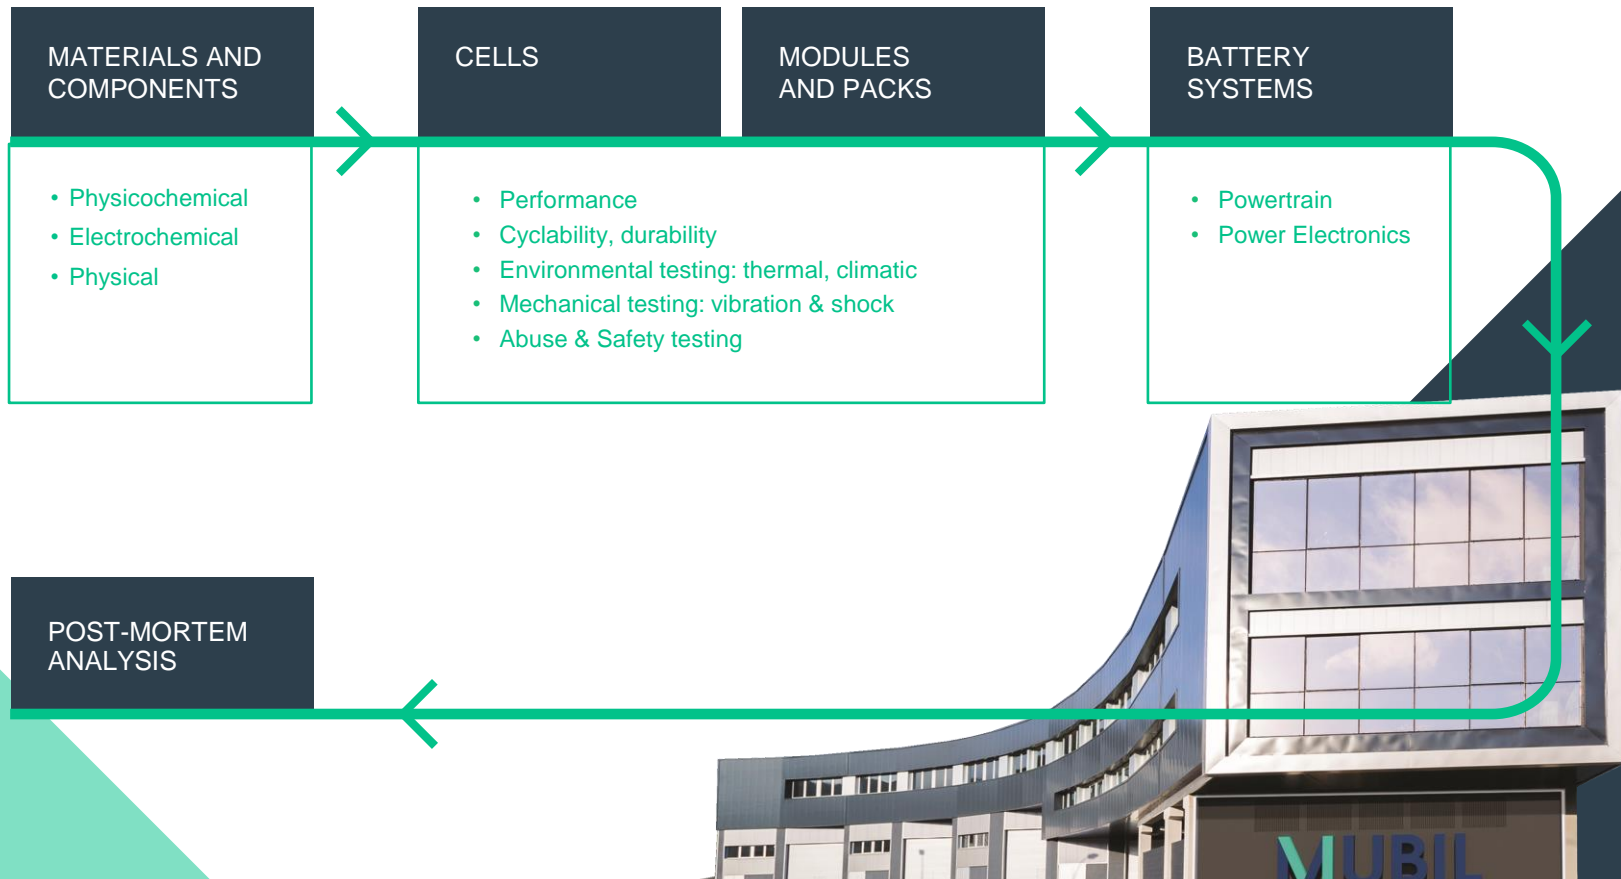 MATERIALS AND
COMPONENTS
CELLS
MODULES
AND PACKS
BATTERY
SYSTEMS
• Physicochemical
• Electrochemical
• Physical
• Performance
• Cyclability, durability
• Environmental testing: thermal, climatic
• Mechanical testing: vibration & shock
• Abuse & Safety testing
• Powertrain
• Power Electronics
POST-MORTEM
ANALYSIS
MUBIL